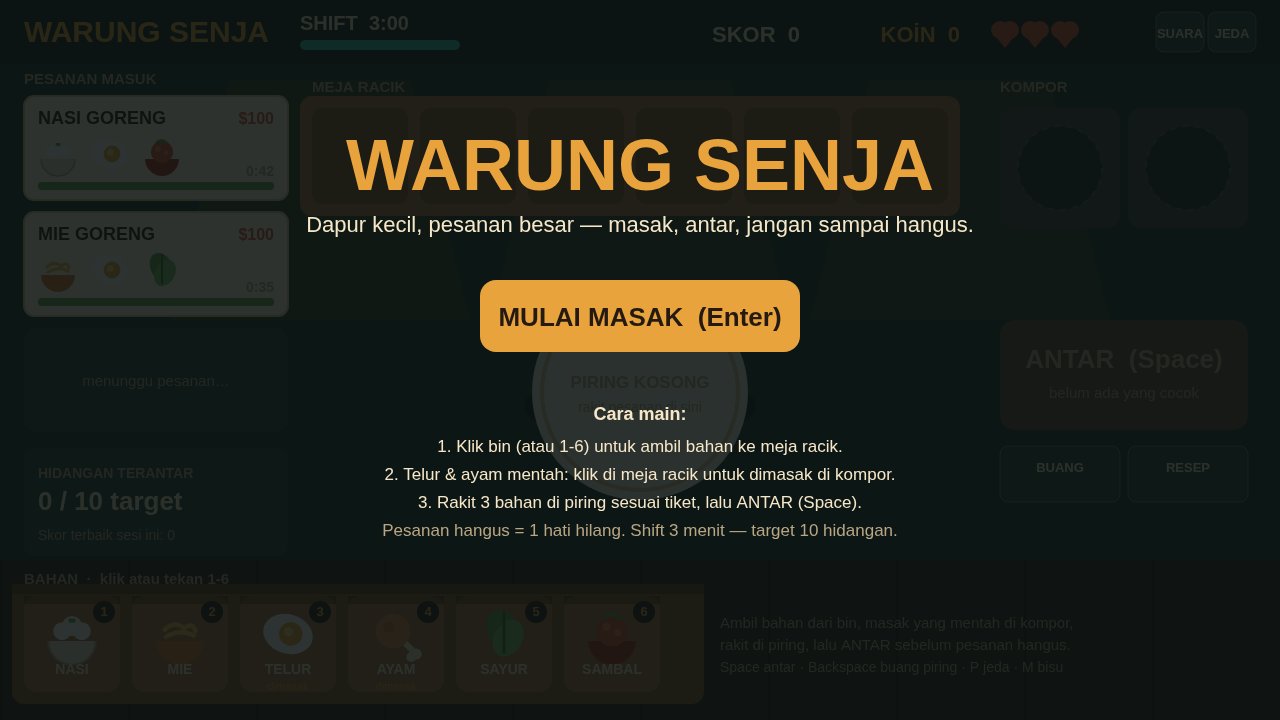 WARUNG SENJA
SHIFT 3:00
SKOR 0
KOİN 0
SUARA
JEDA
PESANAN MASUK
MEJA RACIK
KOMPOR
NASI GORENG
$100
0:42
MIE GORENG
$100
0:35
WARUNG SENJA
Dapur kecil, pesanan besar — masak, antar, jangan sampai hangus.
MULAI MASAK (Enter)
menunggu pesanan…
PIRING KOSONG
Cara main:
1. Klik bin (atau 1-6) untuk ambil bahan ke meja racik.
2. Telur & ayam mentah: klik di meja racik untuk dimasak di kompor.
3. Rakit 3 bahan di piring sesuai tiket, lalu ANTAR (Space).
Pesanan hangus = 1 hati hilang. Shift 3 menit — target 10 hidangan.
ANTAR (Space)
belum ada yang cocok
BUANG
RESEP
HIDANGAN TERANTAR
0 / 10 target
Skor terbaik sesi ini: 0
BAHAN · klik atau tekan 1-6
1
NASI
2
MIE
3
TELUR
4
AYAM
5
SAYUR
6
SAMBAL
Ambil bahan dari bin, masak yang mentah di kompor,
rakit di piring, lalu ANTAR sebelum pesanan hangus.
Space antar · Backspace buang piring · P jeda · M bisu